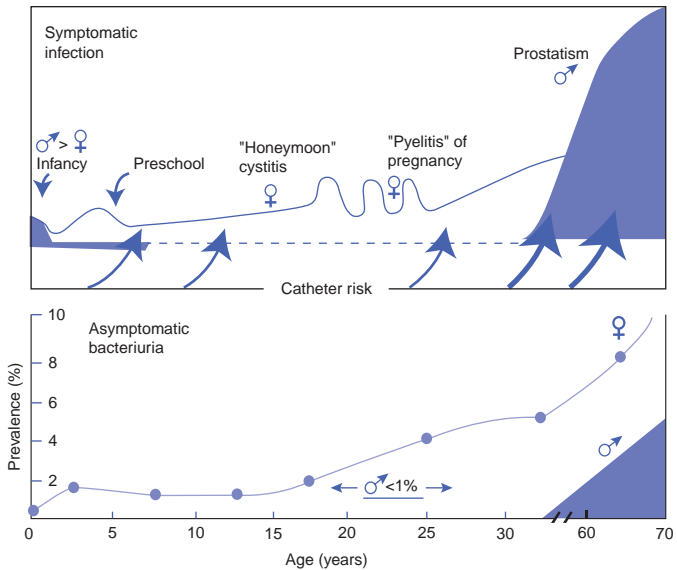 Symptomatic
infection
Prostatism
♂ > ♀
Infancy
Preschool
"Honeymoon"
cystitis
"Pyelitis" of
pregnancy
Catheter risk
Asymptomatic
bacteriuria
Prevalence (%)
10
8
6
4
2
♂<1%
0
5
10
15
20
25
30
60
70
Age (years)